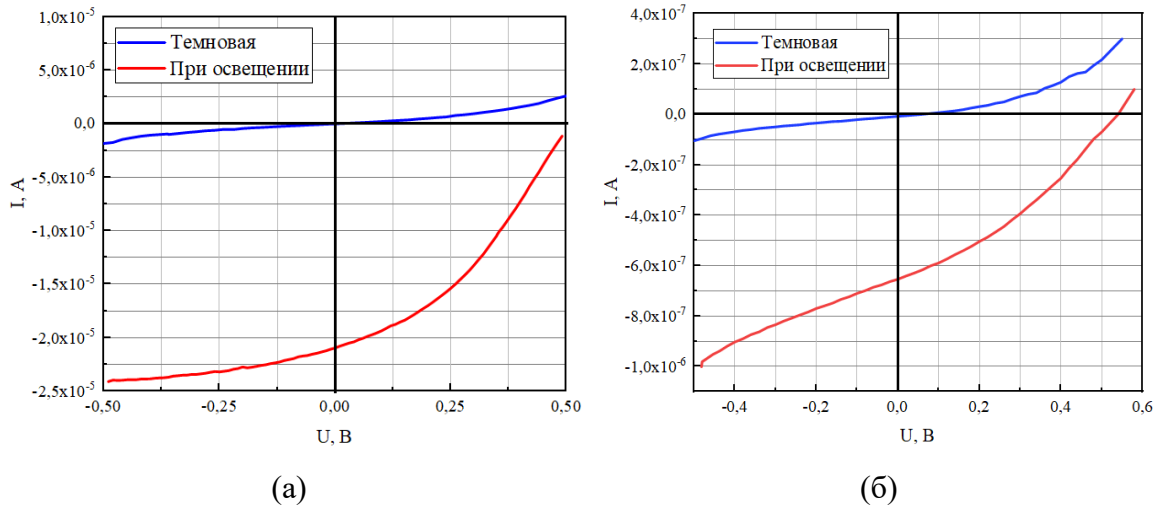 1,0x10⁻⁵
5,0x10⁻⁶
0,0
-5,0x10⁻⁶
-1,0x10⁻⁵
-1,5x10⁻⁵
-2,0x10⁻⁵
-2,5x10⁻⁵
I, А
Темновая
При освещении
-0,50 -0,25 0,00 0,25 0,50
U, В
(а)
4,0x10⁻⁷
2,0x10⁻⁷
0,0
-2,0x10⁻⁷
-4,0x10⁻⁷
-6,0x10⁻⁷
-8,0x10⁻⁷
-1,0x10⁻⁶
I, А
Темновая
При освещении
-0,4 -0,2 0,0 0,2 0,4 0,6
U, В
(б)